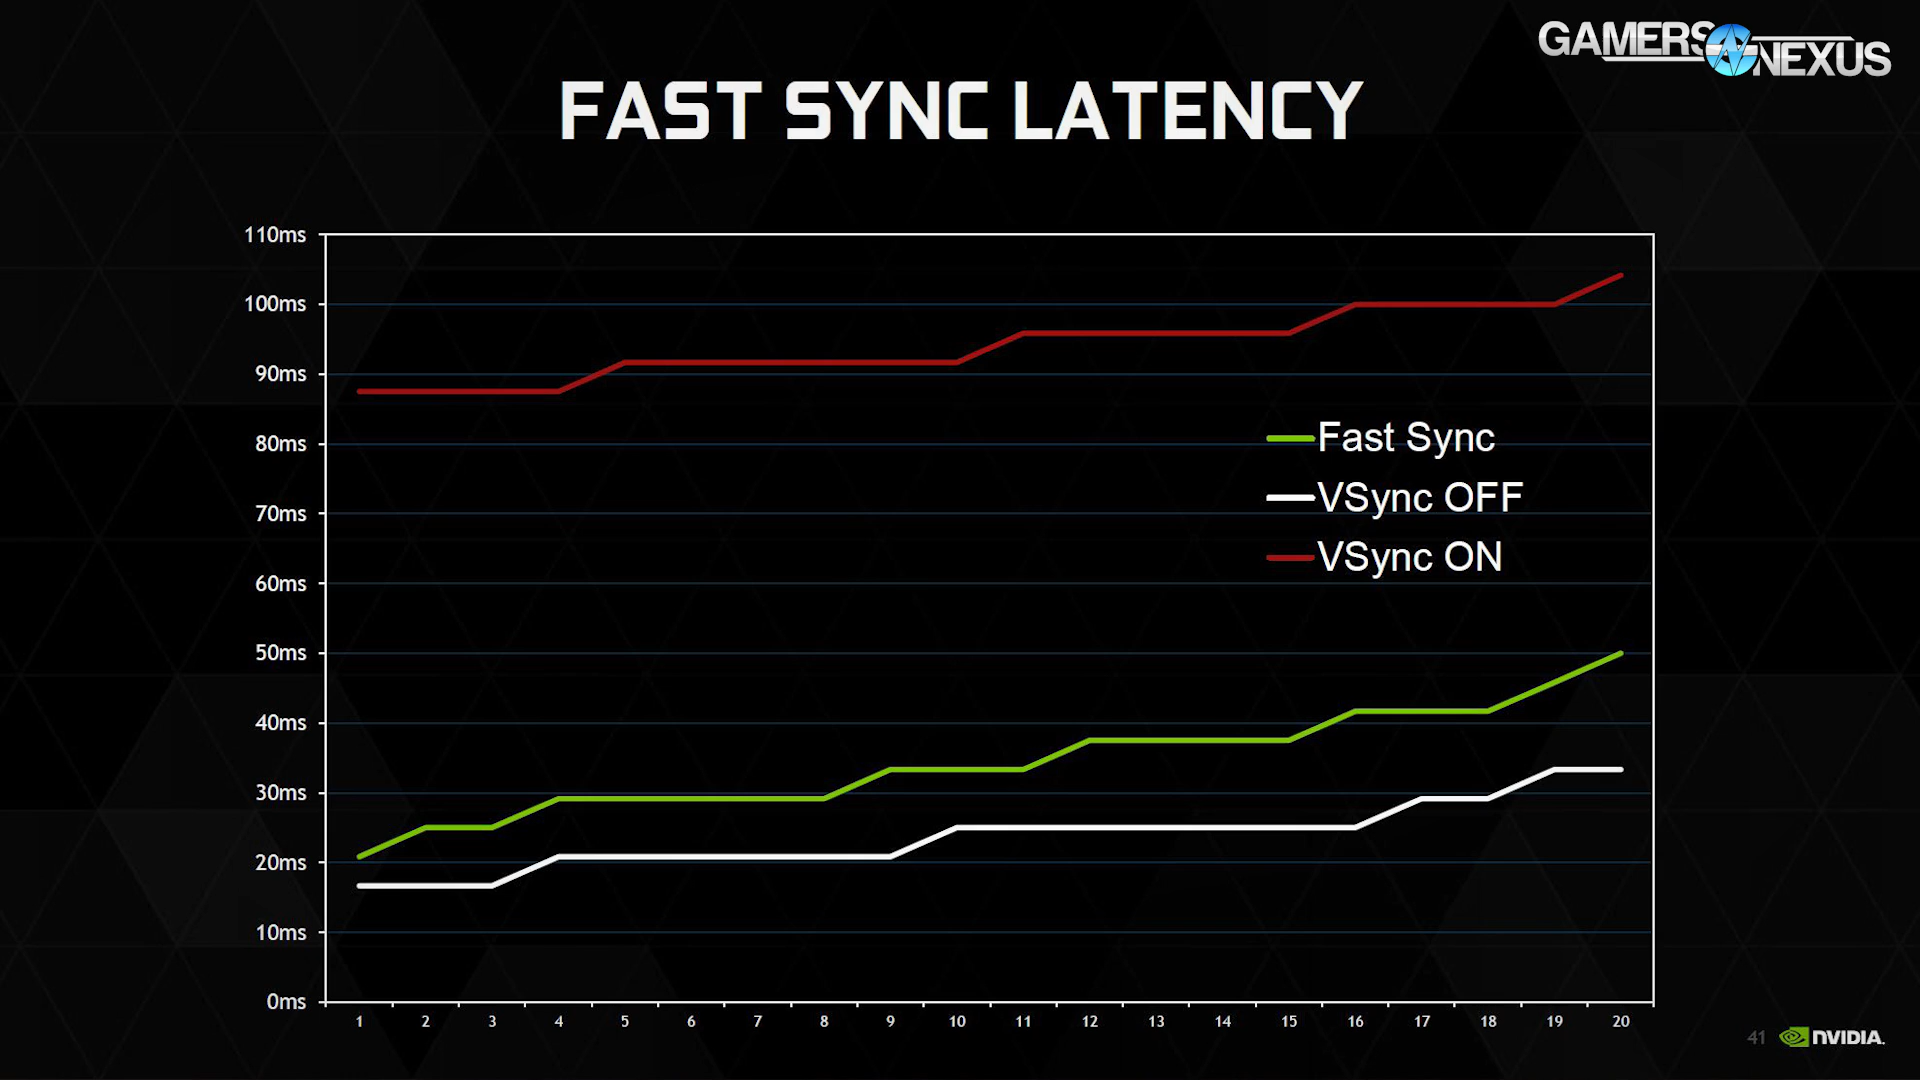 GAMERS NEXUS
FAST SYNC LATENCY
110ms
100ms
90ms
80ms
70ms
60ms
50ms
40ms
30ms
20ms
10ms
0ms
Fast Sync
VSync OFF
VSync ON
1 2 3 4 5 6 7 8 9 10 11 12 13 14 15 16 17 18 19 20
41 NVIDIA.